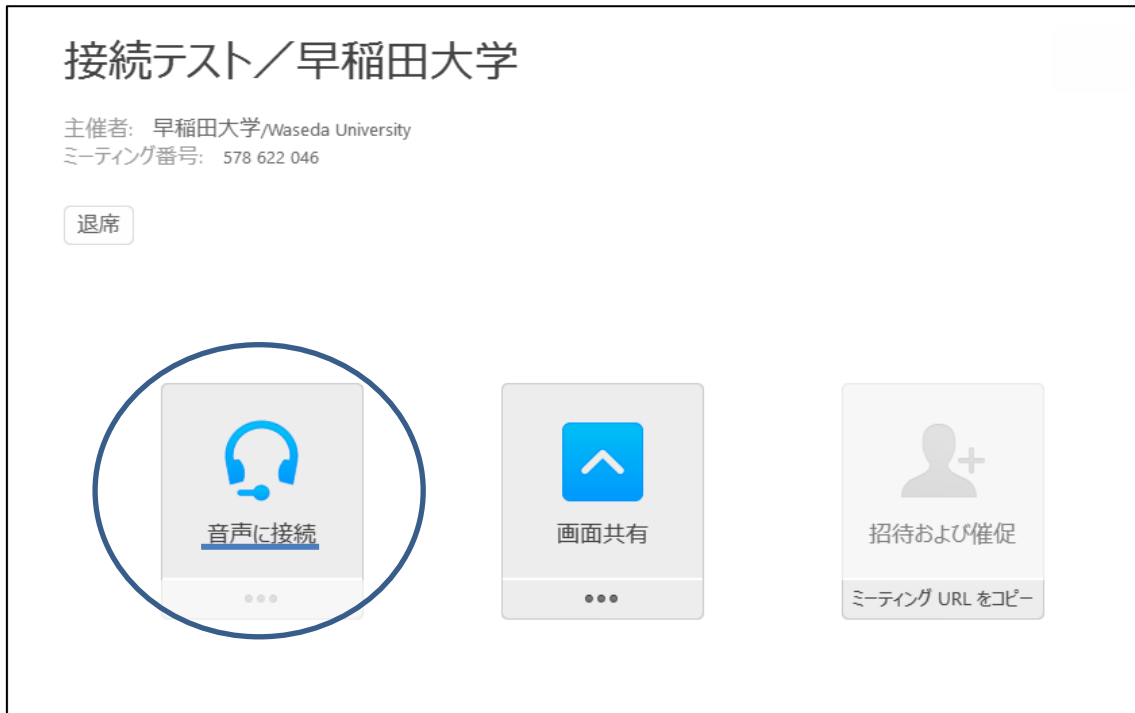 接続テスト／早稲田大学
主催者: 早稲田大学/Waseda University
ミーティング番号: 578 622 046
退席
音声に接続
画面共有
招待および催促
ミーティング URL をコピー